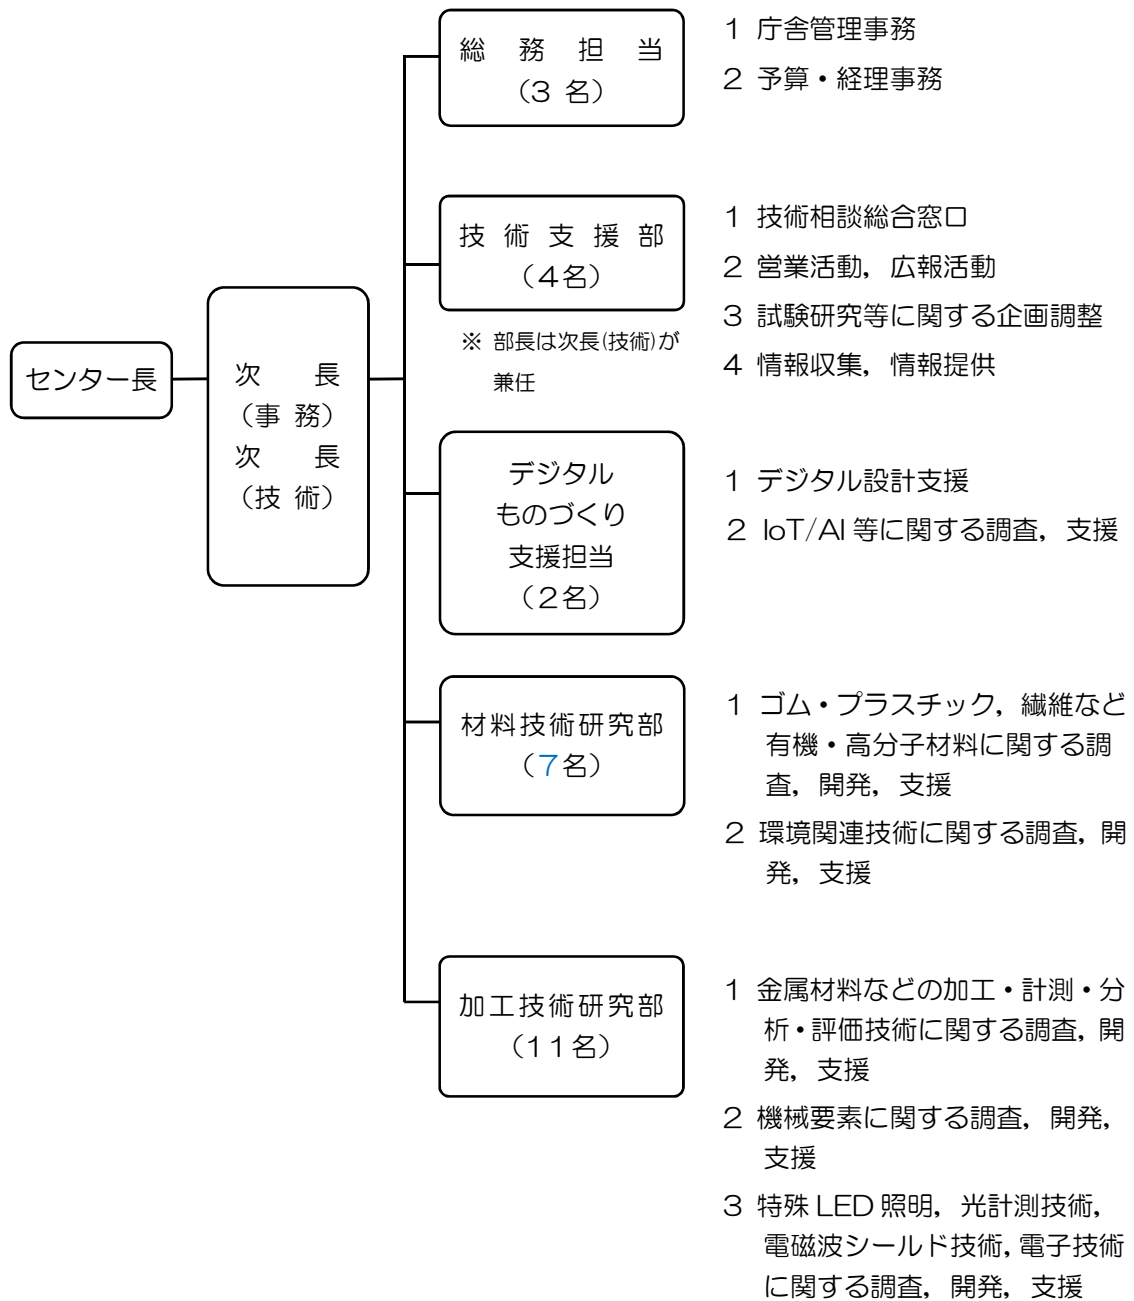 センター長
次　　長
（事 務）
次　　長
（技 術）
総　務　担　当
（3 名）
1 庁舎管理事務
2 予算・経理事務
技 術 支 援 部
（4名）
※ 部長は次長(技術)が
兼任
1 技術相談総合窓口
2 営業活動，広報活動
3 試験研究等に関する企画調整
4 情報収集，情報提供
デジタル
ものづくり
支援担当
（2名）
1 デジタル設計支援
2 IoT/AI 等に関する調査，支援
材料技術研究部
（7名）
1 ゴム・プラスチック，繊維など
有機・高分子材料に関する調
査，開発，支援
2 環境関連技術に関する調査，開
発，支援
加工技術研究部
（11名）
1 金属材料などの加工・計測・分
析・評価技術に関する調査，開
発，支援
2 機械要素に関する調査，開発，
支援
3 特殊 LED 照明，光計測技術，
電磁波シールド技術，電子技術
に関する調査，開発，支援